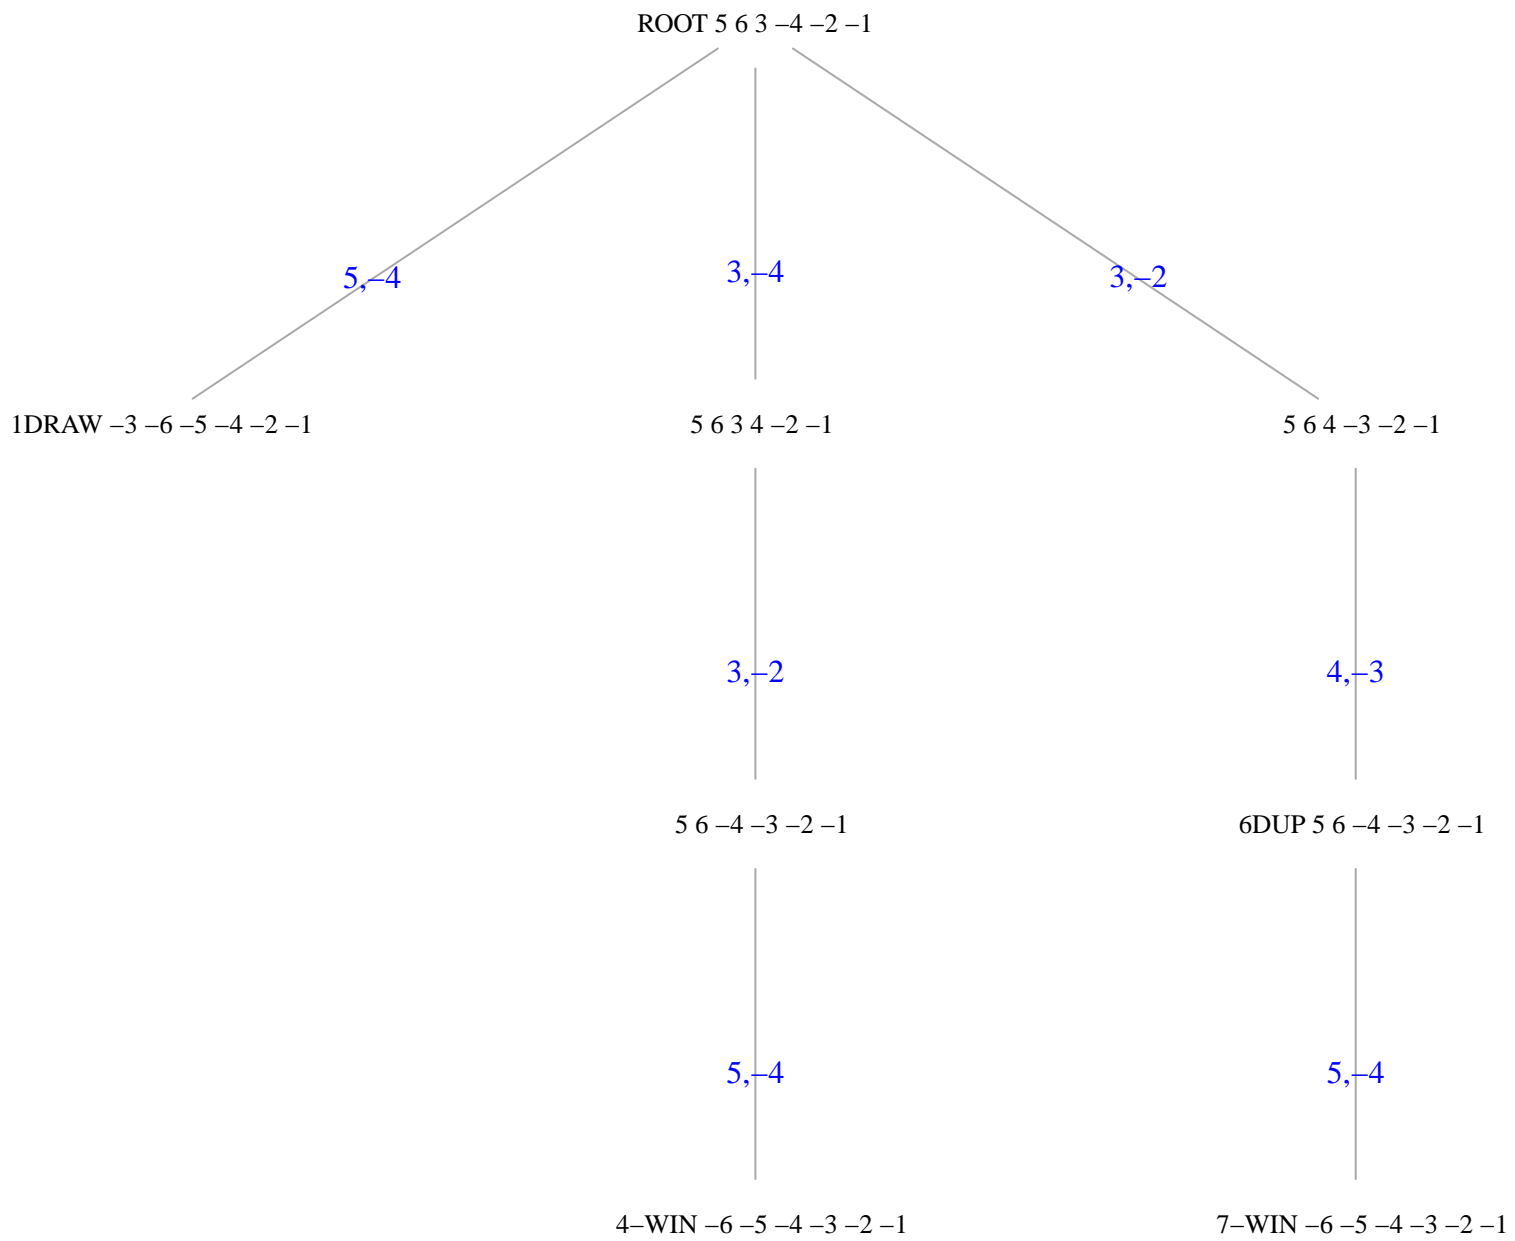 ROOT 5 6 3 –4 –2 –1
5,–4
3,–4
3,–2
1DRAW –3 –6 –5 –4 –2 –1
5 6 3 4 –2 –1
5 6 4 –3 –2 –1
3,–2
4,–3
5 6 –4 –3 –2 –1
6DUP 5 6 –4 –3 –2 –1
5,–4
5,–4
4–WIN –6 –5 –4 –3 –2 –1
7–WIN –6 –5 –4 –3 –2 –1